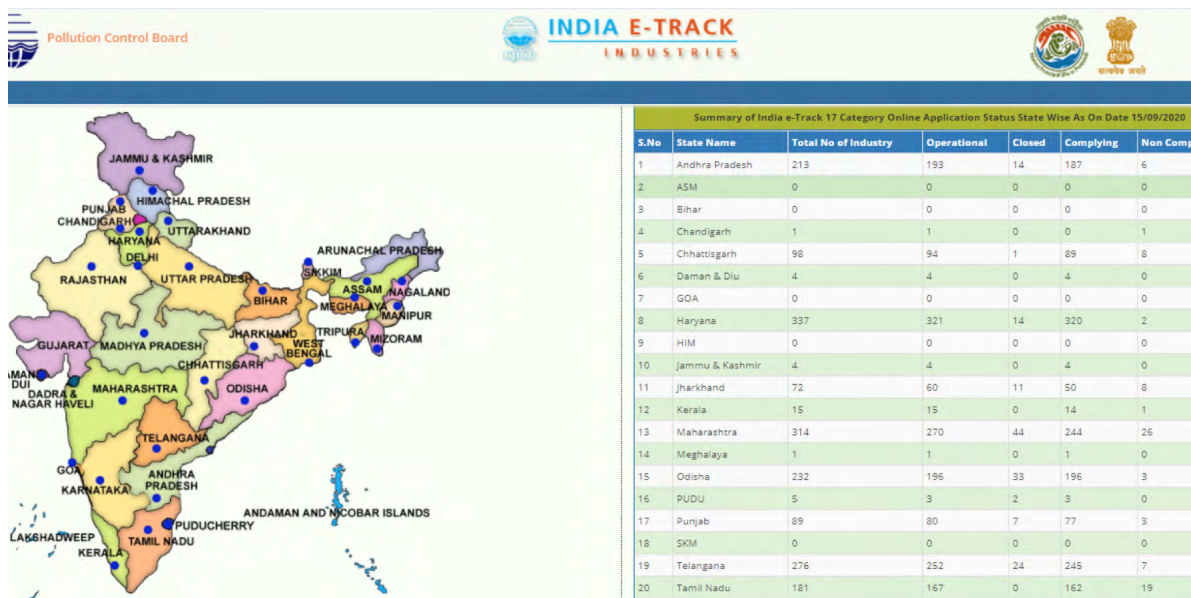 Pollution Control Board
INDIA E-TRACK
INDUSTRIES
सत्यमेव जयते
JAMMU & KASHMIR
HIMACHAL PRADESH
PUNJAB
CHANDIGARH
UTTARAKHAND
HARYANA
DELHI
ARUNACHAL PRADESH
SIKKIM
RAJASTHAN
UTTAR PRADESH
ASSAM
NAGALAND
BIHAR
MEGHALAYA
MANIPUR
JHARKHAND
TRIPURA
MIZORAM
GUJARAT
MADHYA PRADESH
WEST
BENGAL
CHHATTISGARH
AMAN
DUI
DADRA &
NAGAR HAVELI
MAHARASHTRA
ODISHA
TELANGANA
GOA
KARNATAKA
ANDHRA
PRADESH
ANDAMAN AND NICOBAR ISLANDS
PUDUCHERRY
LAKSHADWEEP
TAMIL NADU
KERALA
Summary of India e-Track 17 Category Online Application Status State Wise As On Date 15/09/2020
S.No State Name Total No of Industry Operational Closed Complying Non Comp
1 Andhra Pradesh 213 193 14 187 6
2 ASM 0 0 0 0 0
3 Bihar 0 0 0 0 0
4 Chandigarh 1 1 0 0 1
5 Chhattisgarh 98 94 1 89 8
6 Daman & Diu 4 4 0 4 0
7 GOA 0 0 0 0 0
8 Haryana 337 321 14 320 2
9 HIM 0 0 0 0 0
10 Jammu & Kashmir 4 4 0 4 0
11 Jharkhand 72 60 11 50 8
12 Kerala 15 15 0 14 1
13 Maharashtra 314 270 44 244 26
14 Meghalaya 1 1 0 1 0
15 Odisha 232 196 33 196 3
16 PUDU 5 3 2 3 0
17 Punjab 89 80 7 77 3
18 SKM 0 0 0 0 0
19 Telangana 276 252 24 245 7
20 Tamil Nadu 181 167 0 162 19